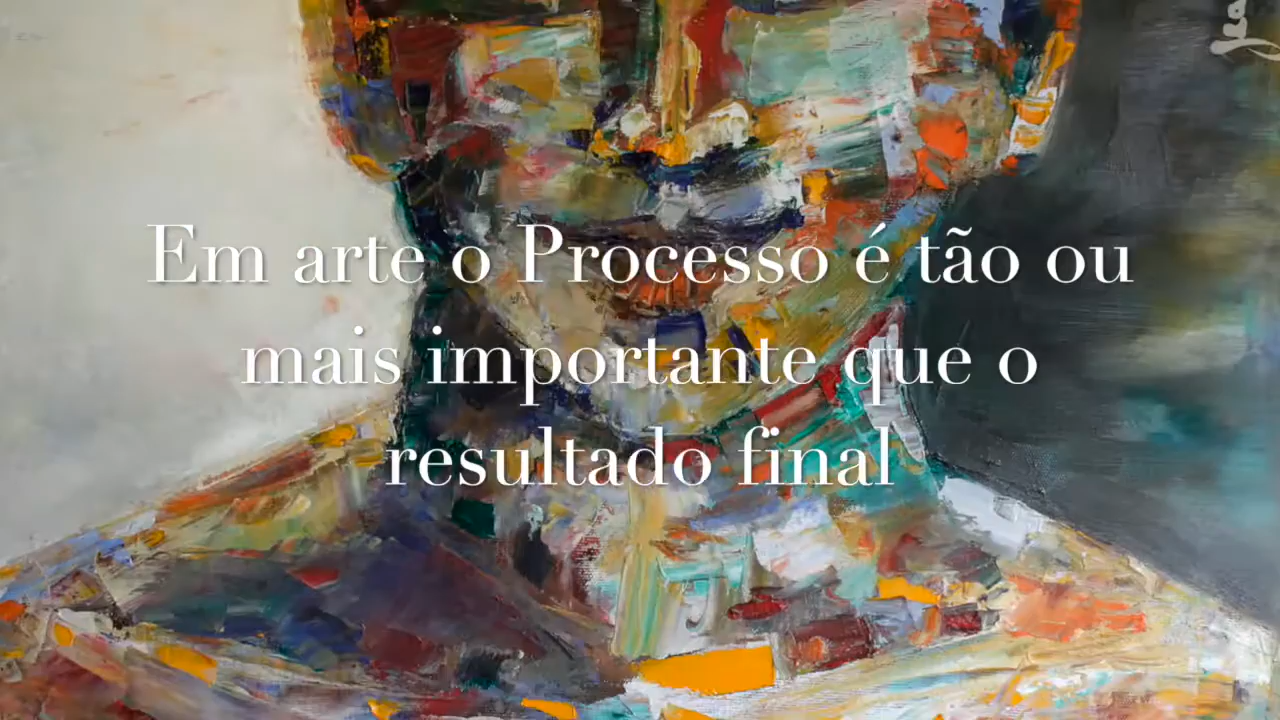 Em arte o Processo é tão ou
mais importante que o
resultado final